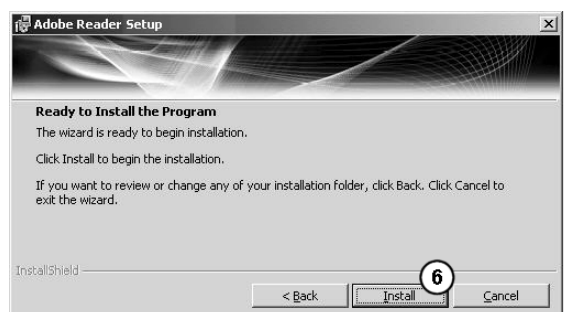 Adobe Reader Setup
Ready to Install the Program
The wizard is ready to begin installation.
Click Install to begin the installation.
If you want to review or change any of your installation folder, click Back. Click Cancel to
exit the wizard.
InstallShield
6
< Back Install Cancel